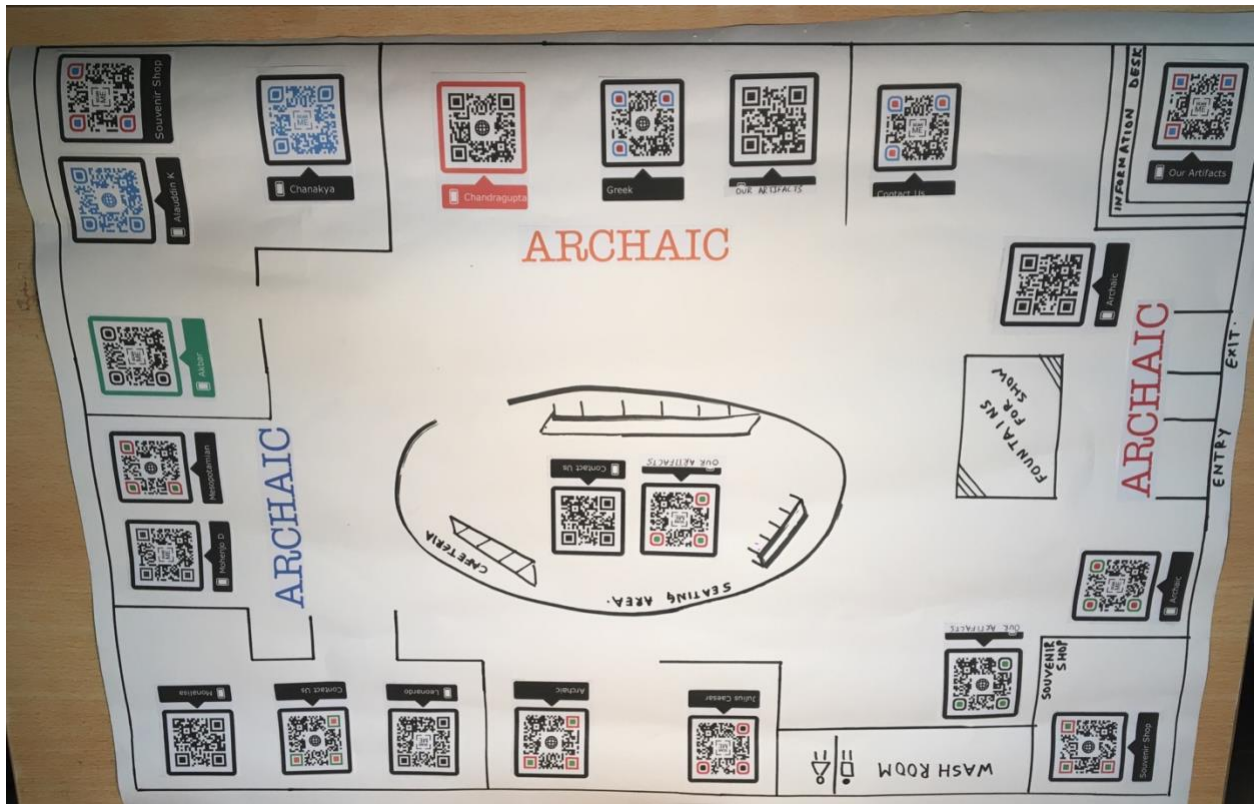 Souvenir Shop
Alauddin K
Chanakya
Chandragupta
Greek
OUR ARTIFACTS
Contact Us
INFORMATION DESK
Our Artifacts
ARCHAIC
Archaic
Akbar
Mesopotamian
Mohenjo D
ARCHAIC
Contact Us
OUR ARTIFACTS
CAFETERIA
SEATING AREA.
FOUNTAINS
FOR
SHOW
ARCHAIC
EXIT.
ENTRY
Archaic
Monalisa
Contact Us
Leonardo
Archaic
Julius Caesar
OUR ARTIFACTS
SOUVENIR
SHOP
WASH ROOM
Souvenir Shop